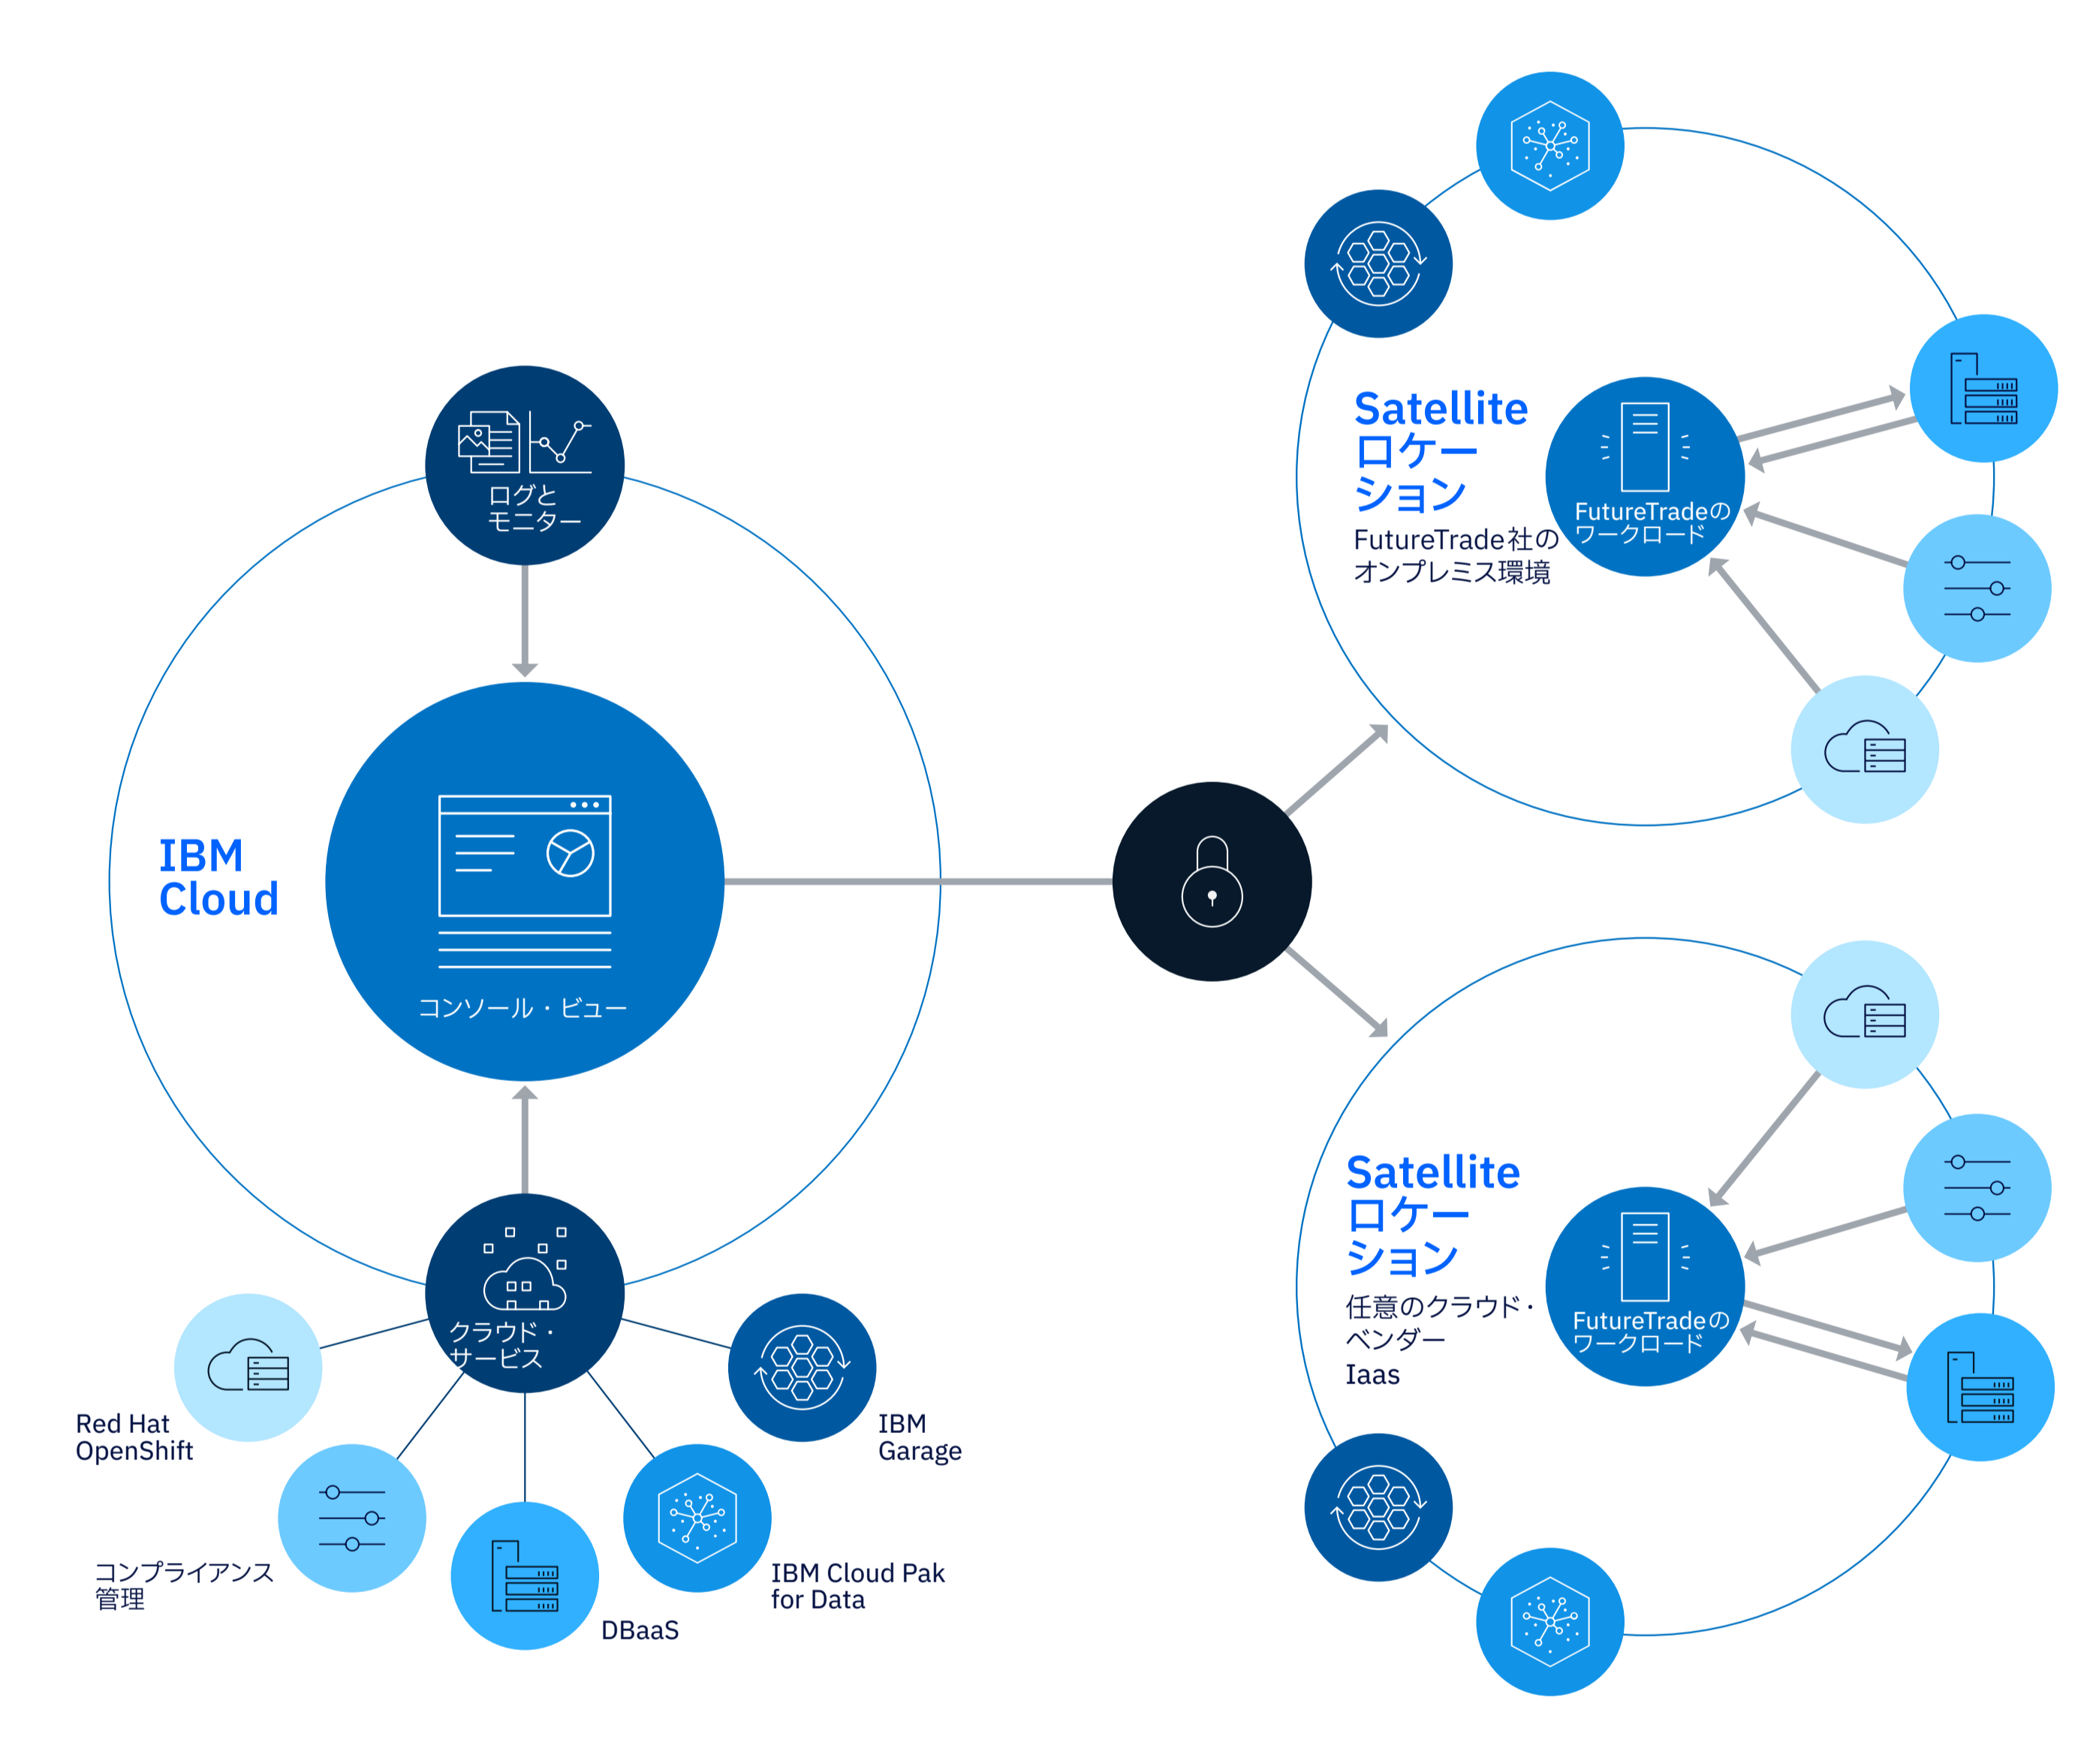 ログと
モニター
IBM
Cloud
コンソール・ビュー
クラウド・
サービス
Red Hat
OpenShift
コンプライアンス
管理
DBaaS
IBM Cloud Pak
for Data
IBM
Garage
Satellite
ロケー
ション
FutureTrade社の
オンプレミス環境
FutureTradeの
ワークロード
Satellite
ロケー
ション
任意のクラウド・
ベンダー
Iaas
FutureTradeの
ワークロード